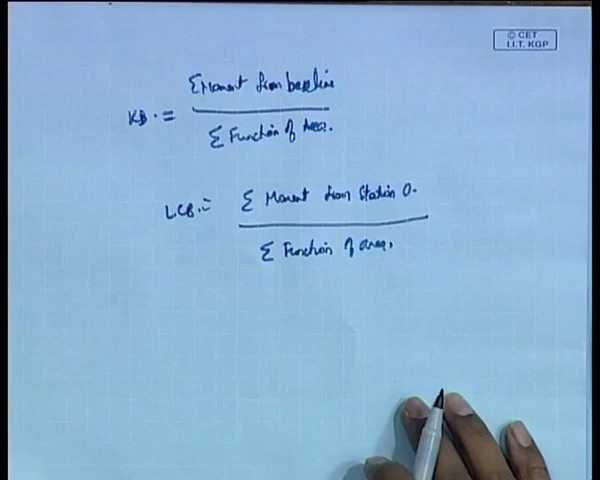 © CET
I.I.T. KGP
Σ Moment from baseline
KB. =
Σ Function of Area.
Σ Moment from Station 0.
LCB. =
Σ Function of area.